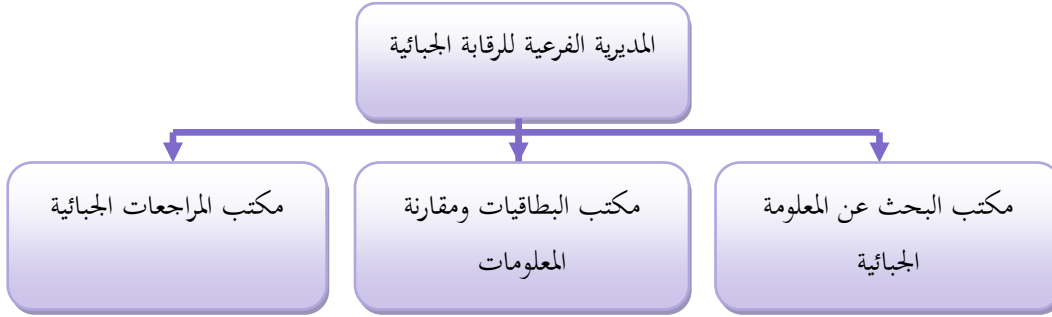 المديرية الفرعية للرقابة الجبائية
مكتب البحث عن المعلومة
الجبائية
مكتب البطاقيات ومقارنة
المعلومات
مكتب المراجعات الجبائية